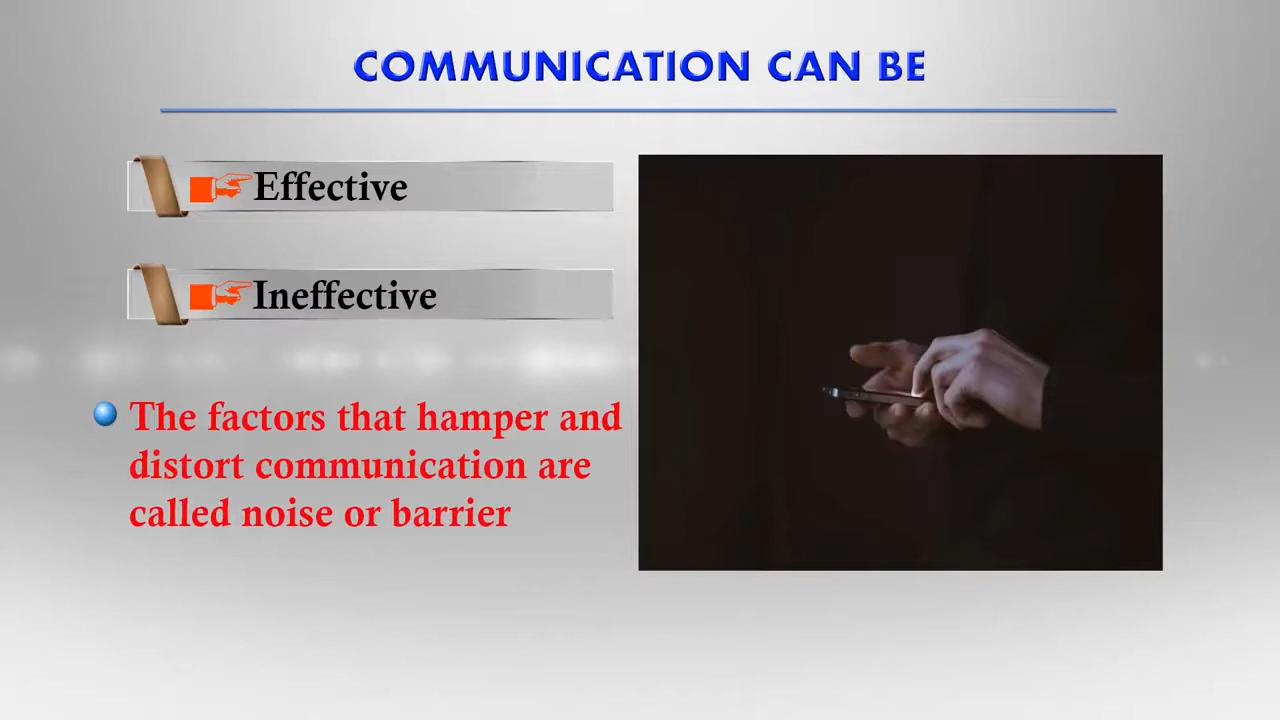 COMMUNICATION CAN BE
Effective
Ineffective
The factors that hamper and
distort communication are
called noise or barrier